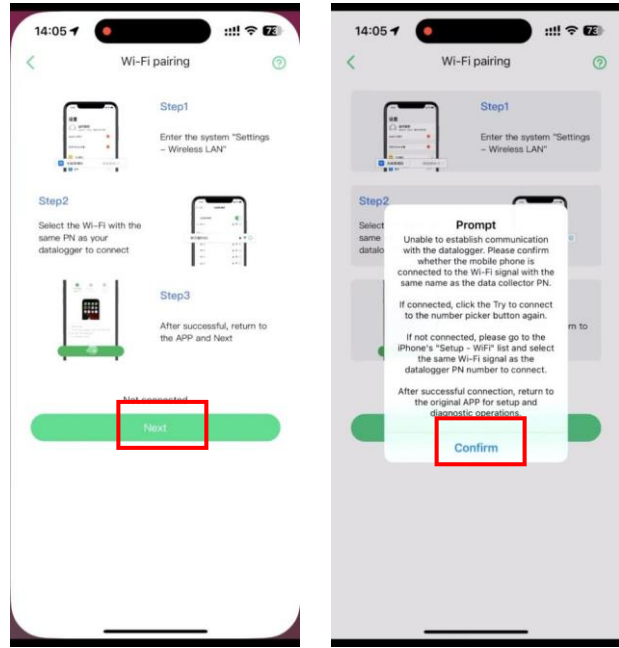 14:05
73
Wi-Fi pairing
Step1
Enter the system "Settings
– Wireless LAN"
Step2
Select the Wi-Fi with the
same PN as your
datalogger to connect
Step3
After successful, return to
the APP and Next
Not connected
Next
14:05
73
Wi-Fi pairing
Step1
Enter the system "Settings
– Wireless LAN"
Step2
Select
same
datalo
rn to
Prompt
Unable to establish communication
with the datalogger. Please confirm
whether the mobile phone is
connected to the Wi-Fi signal with the
same name as the data collector PN.
If connected, click the Try to connect
to the number picker button again.
If not connected, please go to the
iPhone's "Setup - WiFi" list and select
the same Wi-Fi signal as the
datalogger PN number to connect.
After successful connection, return to
the original APP for setup and
diagnostic operations.
Confirm